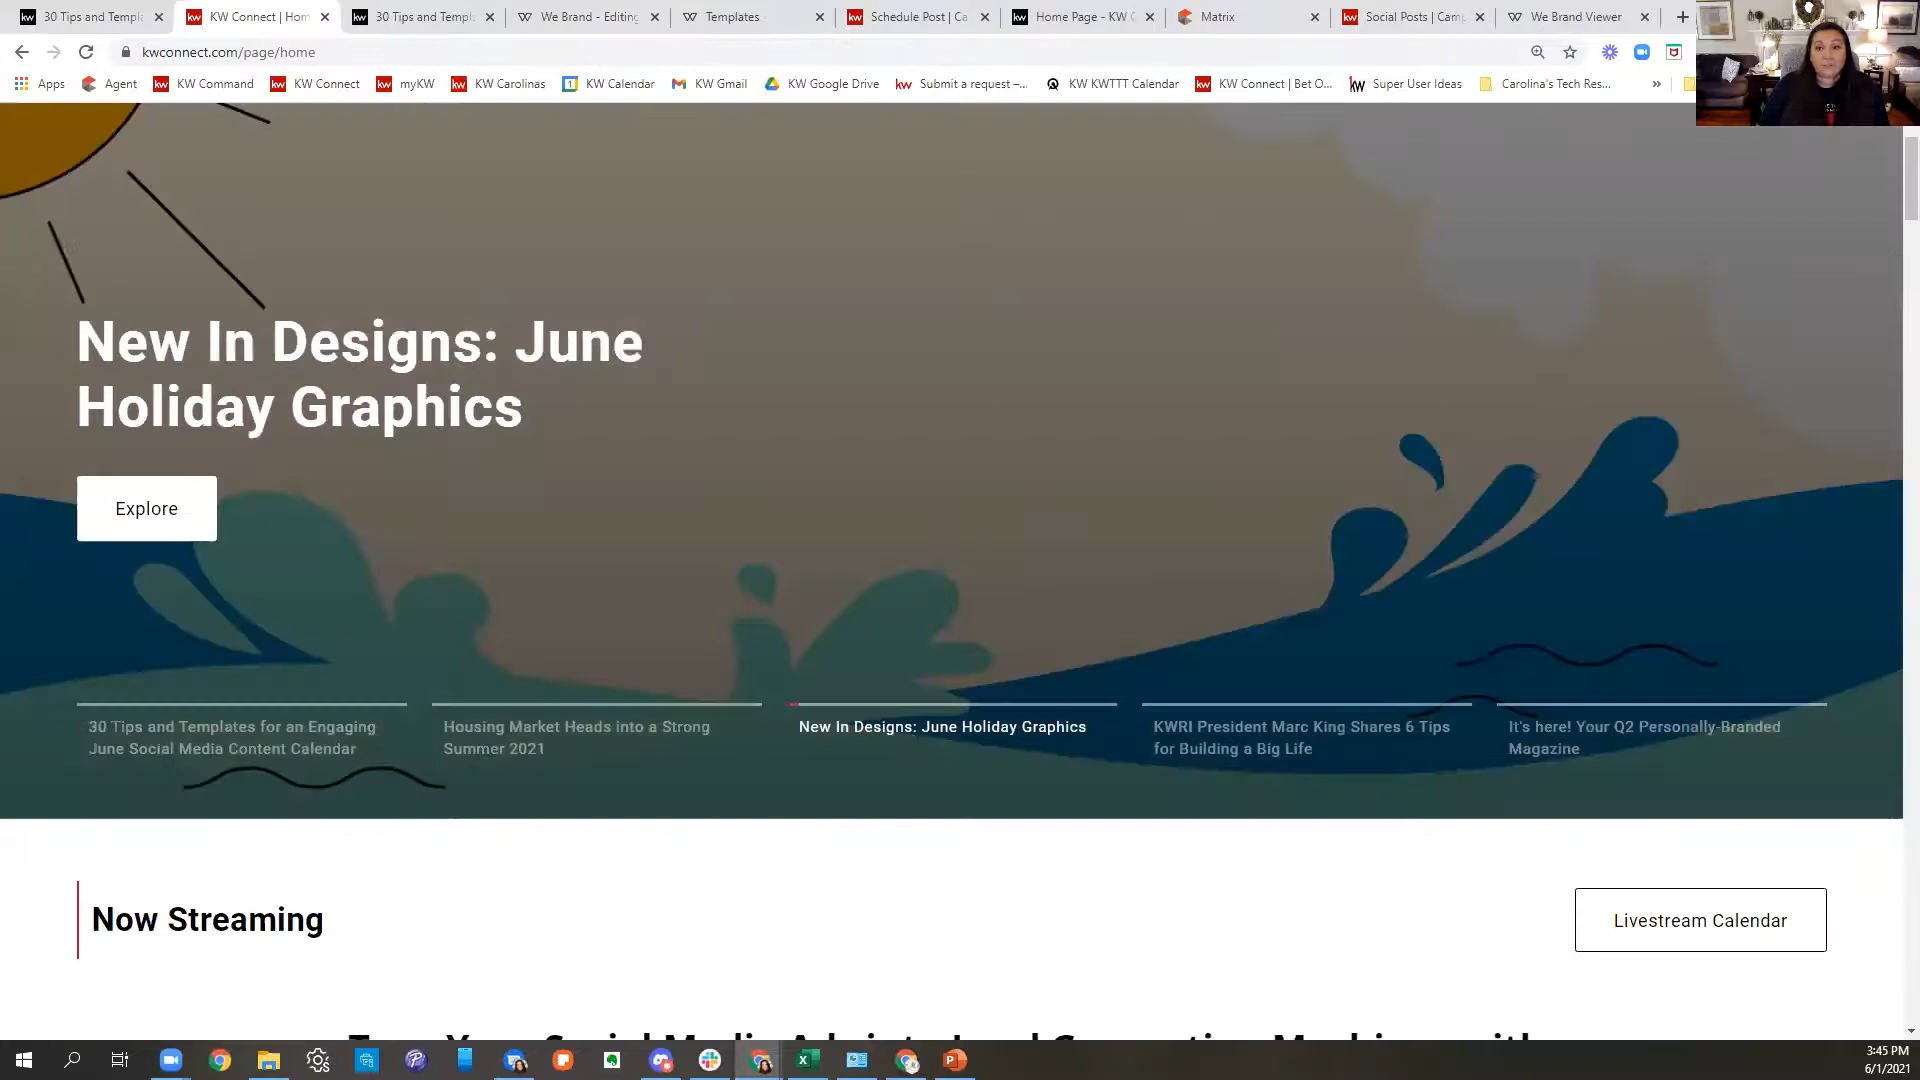 30 Tips and Templ
KW Connect | Hom
30 Tips and Templ
We Brand - Editing
Templates
Schedule Post | Ca
Home Page - KW C
Matrix
Social Posts | Camp
We Brand Viewer
kwconnect.com/page/home
Apps
Agent
KW Command
KW Connect
myKW
KW Carolinas
KW Calendar
KW Gmail
KW Google Drive
Submit a request –...
KW KWTTT Calendar
KW Connect | Bet O...
Super User Ideas
Carolina's Tech Res...
New In Designs: June
Holiday Graphics
Explore
30 Tips and Templates for an Engaging
June Social Media Content Calendar
Housing Market Heads into a Strong
Summer 2021
New In Designs: June Holiday Graphics
KWRI President Marc King Shares 6 Tips
for Building a Big Life
It's here! Your Q2 Personally-Branded
Magazine
Now Streaming
Livestream Calendar
3:45 PM
6/1/2021